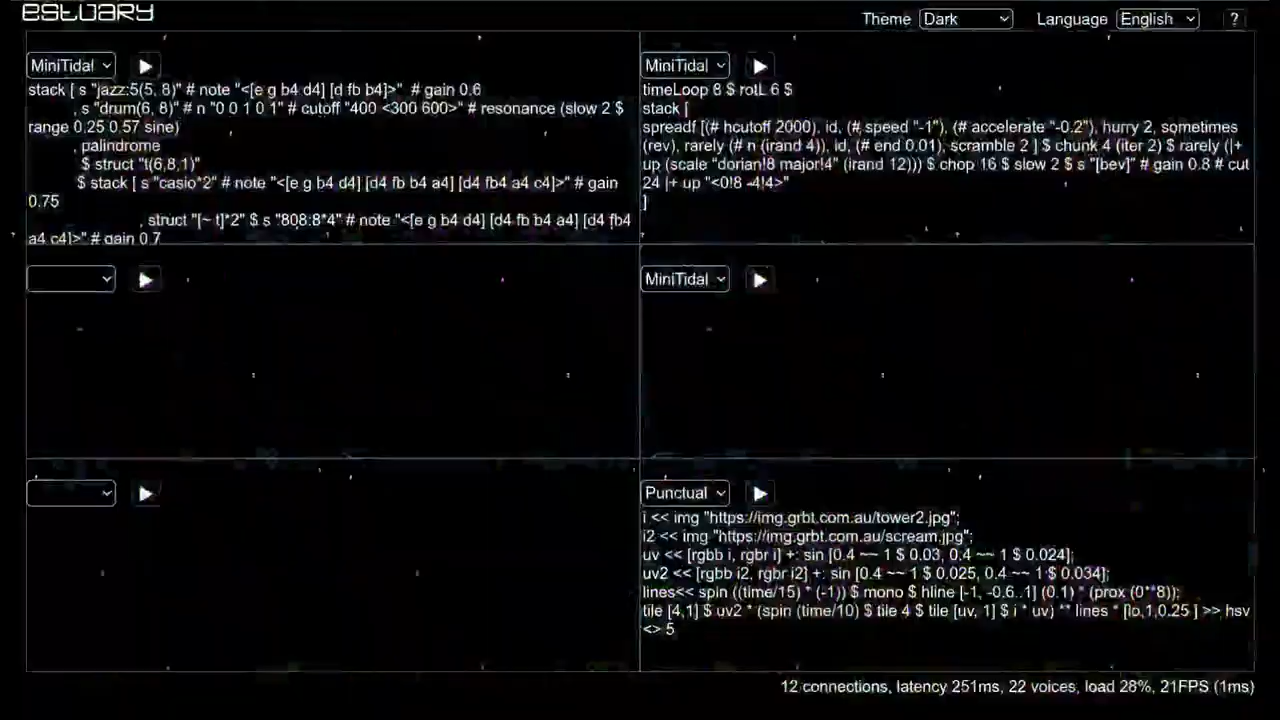 estuary
Theme Dark Language English ?
MiniTidal
stack [ s "jazz:5(5, 8)" # note "<[e g b4 d4] [d fb b4]>" # gain 0.6
, s "drum(6, 8)" # n "0 0 1 0 1" # cutoff "400 <300 600>" # resonance (slow 2 $
range 0.25 0.57 sine)
, palindrome
$ struct "t(6,8,1)"
$ stack [ s "casio*2" # note "<[e g b4 d4] [d4 fb b4 a4] [d4 fb4 a4 c4]>" # gain
0.75
, struct "[~ t]*2" $ s "808:8*4" # note "<[e g b4 d4] [d4 fb b4 a4] [d4 fb4
a4 c4]>" # gain 0.7
MiniTidal
timeLoop 8 $ rotL 6 $
stack [
spreadf [(# hcutoff 2000), id, (# speed "-1"), (# accelerate "-0.2"), hurry 2, sometimes
(rev), rarely (# n (irand 4)), id, (# end 0.01), scramble 2 ] $ chunk 4 (iter 2) $ rarely (|+
up (scale "dorian!8 major!4" (irand 12))) $ chop 16 $ slow 2 $ s "[bev]" # gain 0.8 # cut
24 |+ up "<0!8 -4!4>"
]
MiniTidal
Punctual
i << img "https://img.grbt.com.au/tower2.jpg";
i2 << img "https://img.grbt.com.au/scream.jpg";
uv << [rgbb i, rgbr i] +: sin [0.4 ~~ 1 $ 0.03, 0.4 ~~ 1 $ 0.024];
uv2 << [rgbb i2, rgbr i2] +: sin [0.4 ~~ 1 $ 0.025, 0.4 ~~ 1 $ 0.034];
lines<< spin ((time/15) * (-1)) $ mono $ hline [-1, -0.6..1] (0.1) * (prox (0**8));
tile [4,1] $ uv2 * (spin (time/10) $ tile 4 $ tile [uv, 1] $ i * uv) ** lines * [lo,1,0.25 ] >> hsv
<> 5
12 connections, latency 251ms, 22 voices, load 28%, 21FPS (1ms)